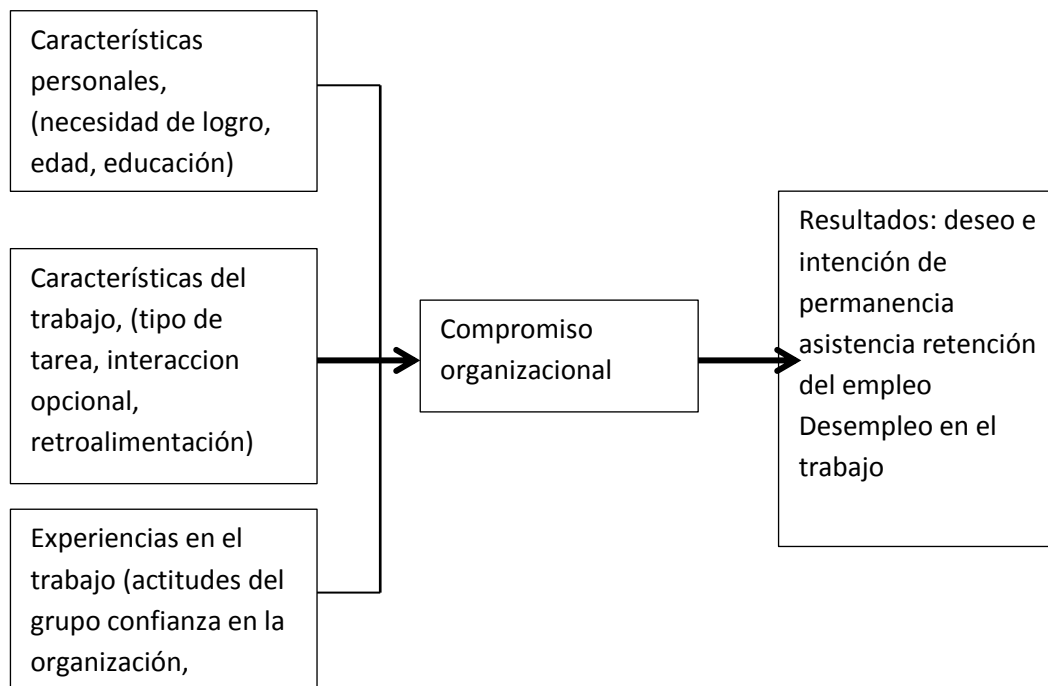 Características
personales,
(necesidad de logro,
edad, educación)
Características del
trabajo, (tipo de
tarea, interaccion
opcional,
retroalimentación)
Experiencias en el
trabajo (actitudes del
grupo confianza en la
organización,
Compromiso
organizacional
Resultados: deseo e
intención de
permanencia
asistencia retención
del empleo
Desempleo en el
trabajo